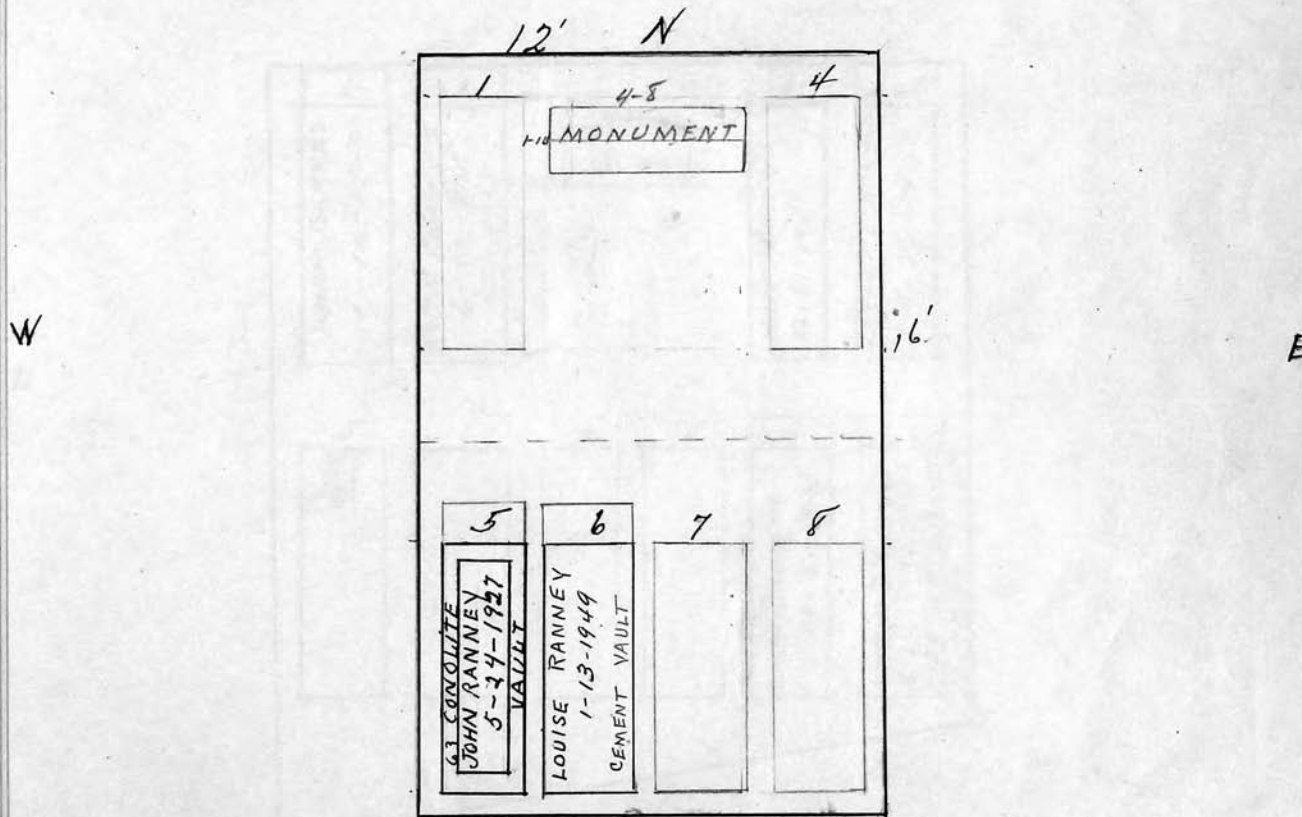 12' N
1 4-8 4
1-10 MONUMENT
W 16' E
5 6 7 8
63 CONOLITE
JOHN RANNEY
5-24-1927
VAULT
LOUISE RANNEY
1-13-1949
CEMENT VAULT